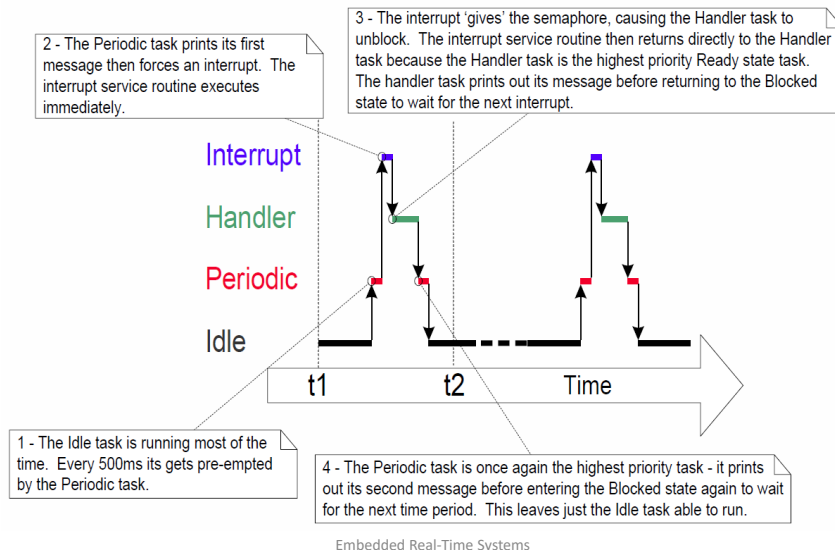 3 - The interrupt ‘gives’ the semaphore, causing the Handler task to
unblock. The interrupt service routine then returns directly to the Handler
task because the Handler task is the highest priority Ready state task.
The handler task prints out its message before returning to the Blocked
state to wait for the next interrupt.
2 - The Periodic task prints its first
message then forces an interrupt. The
interrupt service routine executes
immediately.
Interrupt
Handler
Periodic
Idle
t1
t2
Time
1 - The Idle task is running most of the
time. Every 500ms its gets pre-empted
by the Periodic task.
4 - The Periodic task is once again the highest priority task - it prints
out its second message before entering the Blocked state again to wait
for the next time period. This leaves just the Idle task able to run.
Embedded Real-Time Systems